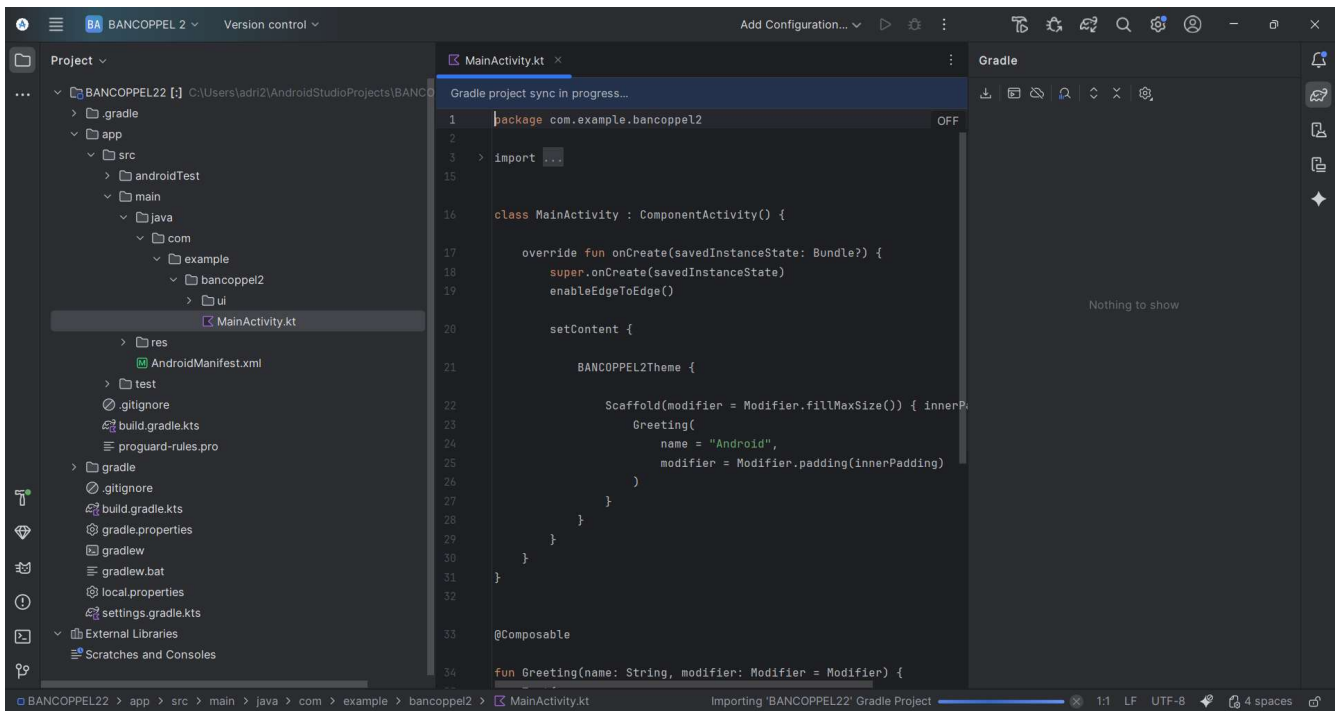 BA BANCOPPEL 2 Version control Add Configuration...
Project
BANCOPPEL22 [:] C:\Users\adri2\AndroidStudioProjects\BANCO
.gradle
app
src
androidTest
main
java
com
example
bancoppel2
ui
MainActivity.kt
res
AndroidManifest.xml
test
.gitignore
build.gradle.kts
proguard-rules.pro
gradle
.gitignore
build.gradle.kts
gradle.properties
gradlew
gradlew.bat
local.properties
settings.gradle.kts
External Libraries
Scratches and Consoles
MainActivity.kt
Gradle project sync in progress...
1 package com.example.bancoppel2 OFF
2
3 import ...
15
16 class MainActivity : ComponentActivity() {
17 override fun onCreate(savedInstanceState: Bundle?) {
18 super.onCreate(savedInstanceState)
19 enableEdgeToEdge()
20 setContent {
21 BANCOPPEL2Theme {
22 Scaffold(modifier = Modifier.fillMaxSize()) { innerPa
23 Greeting(
24 name = "Android",
25 modifier = Modifier.padding(innerPadding)
26 )
27 }
28 }
29 }
30 }
31 }
32
33 @Composable
34 fun Greeting(name: String, modifier: Modifier = Modifier) {
Gradle
Nothing to show
BANCOPPEL22 > app > src > main > java > com > example > bancoppel2 > MainActivity.kt Importing 'BANCOPPEL22' Gradle Project 1:1 LF UTF-8 4 spaces